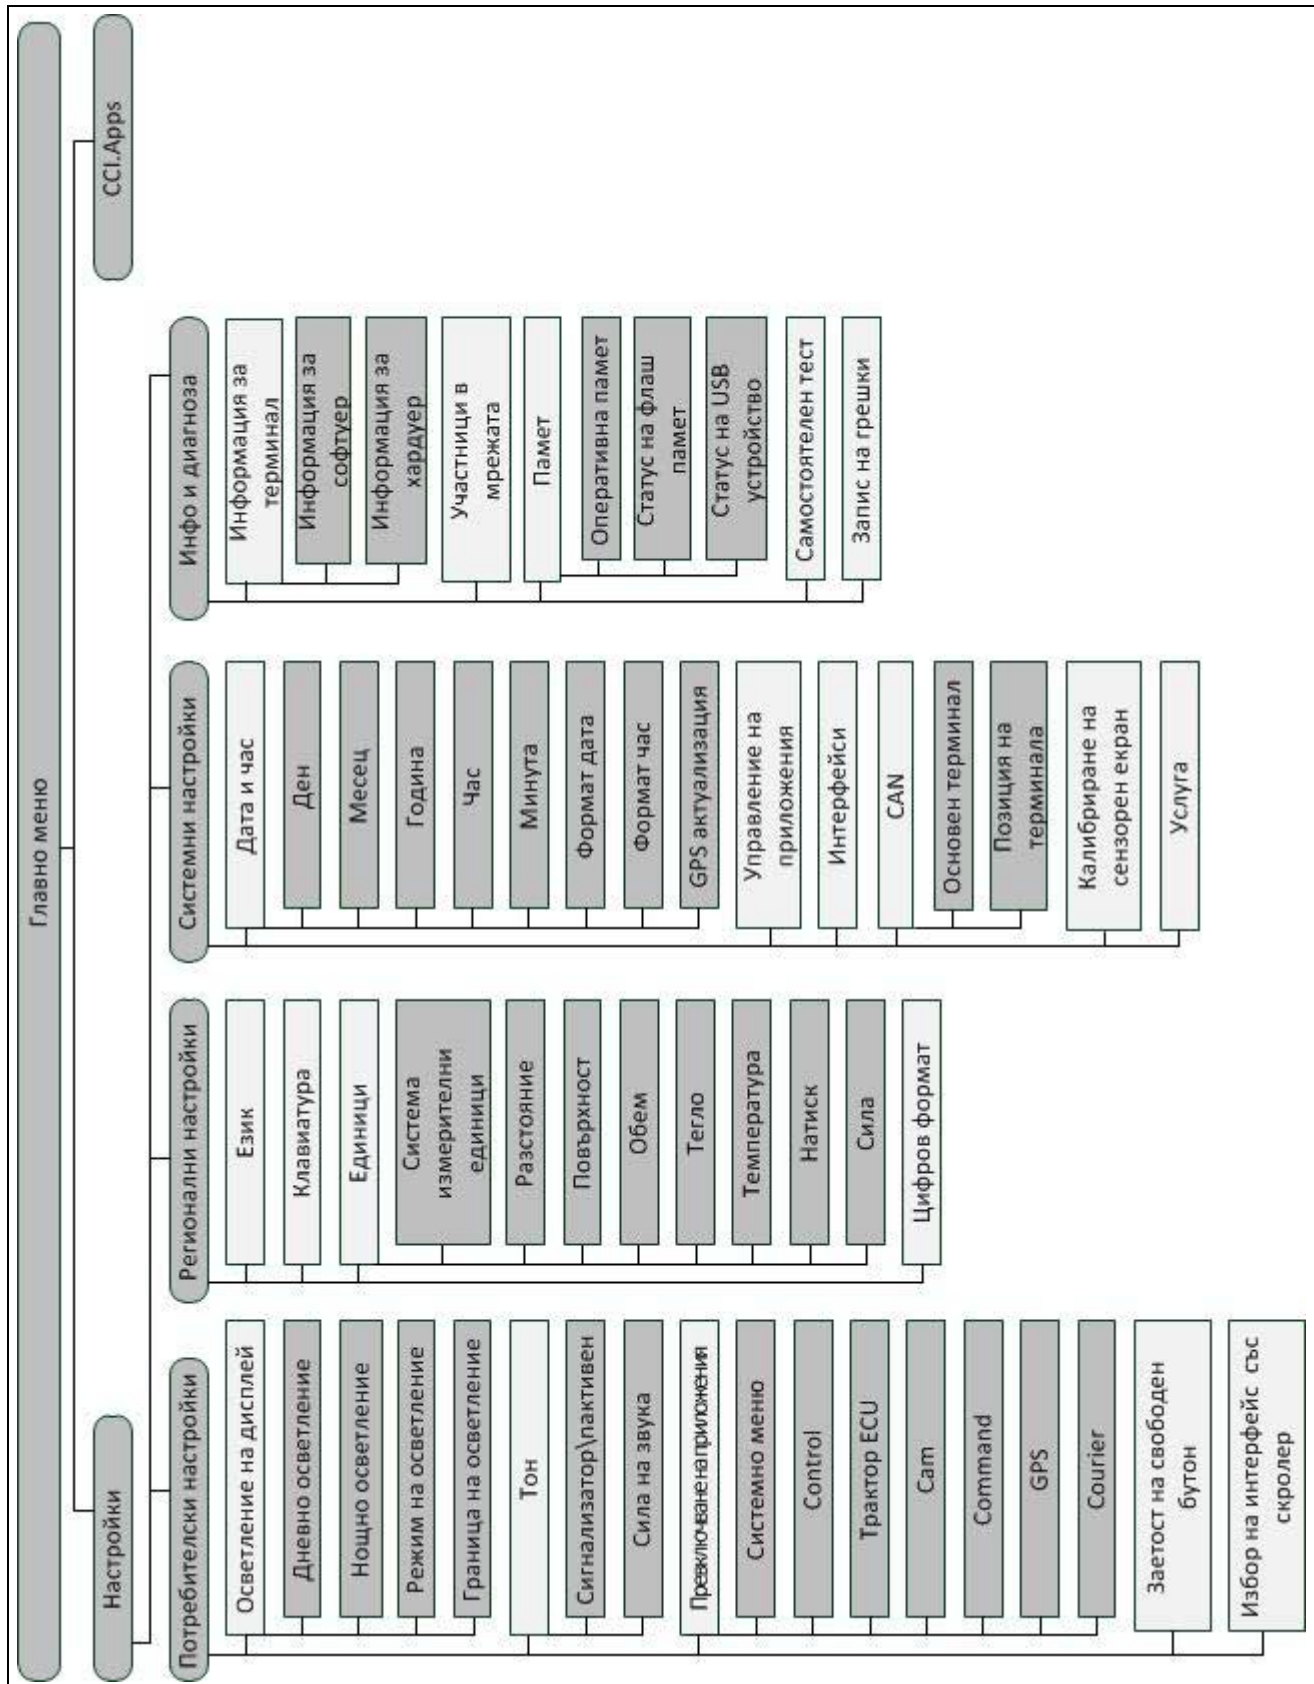 Главно меню
Настройки
CCI.Apps
Потребителски настройки
Осветление на дисплей
Дневно осветление
Нощно осветление
Режим на осветление
Граница на осветление
Тон
Сигнализатор\nактивен
Сила на звука
Превключване на приложения
Системно меню
Control
Трактор ECU
Cam
Command
GPS
Courier
Заетост на свободен
бутон
Избор на интерфейс със
скролер
Регионални настройки
Език
Клавиатура
Единици
Система
измерителни
единици
Разстояние
Повърхност
Обем
Тегло
Температура
Натиск
Сила
Цифров формат
Системни настройки
Дата и час
Ден
Месец
Година
Час
Минута
Формат дата
Формат час
GPS актуализация
Управление на
приложения
Интерфейси
CAN
Основен терминал
Позиция на
терминала
Калибриране на
сензорен екран
Услуга
Инфо и диагноза
Информация за
терминал
Информация за
софтуер
Информация за
хардуер
Участници в
мрежата
Памет
Оперативна памет
Статус на флаш
памет
Статус на USB
устройство
Самостоятелен тест
Запис на грешки